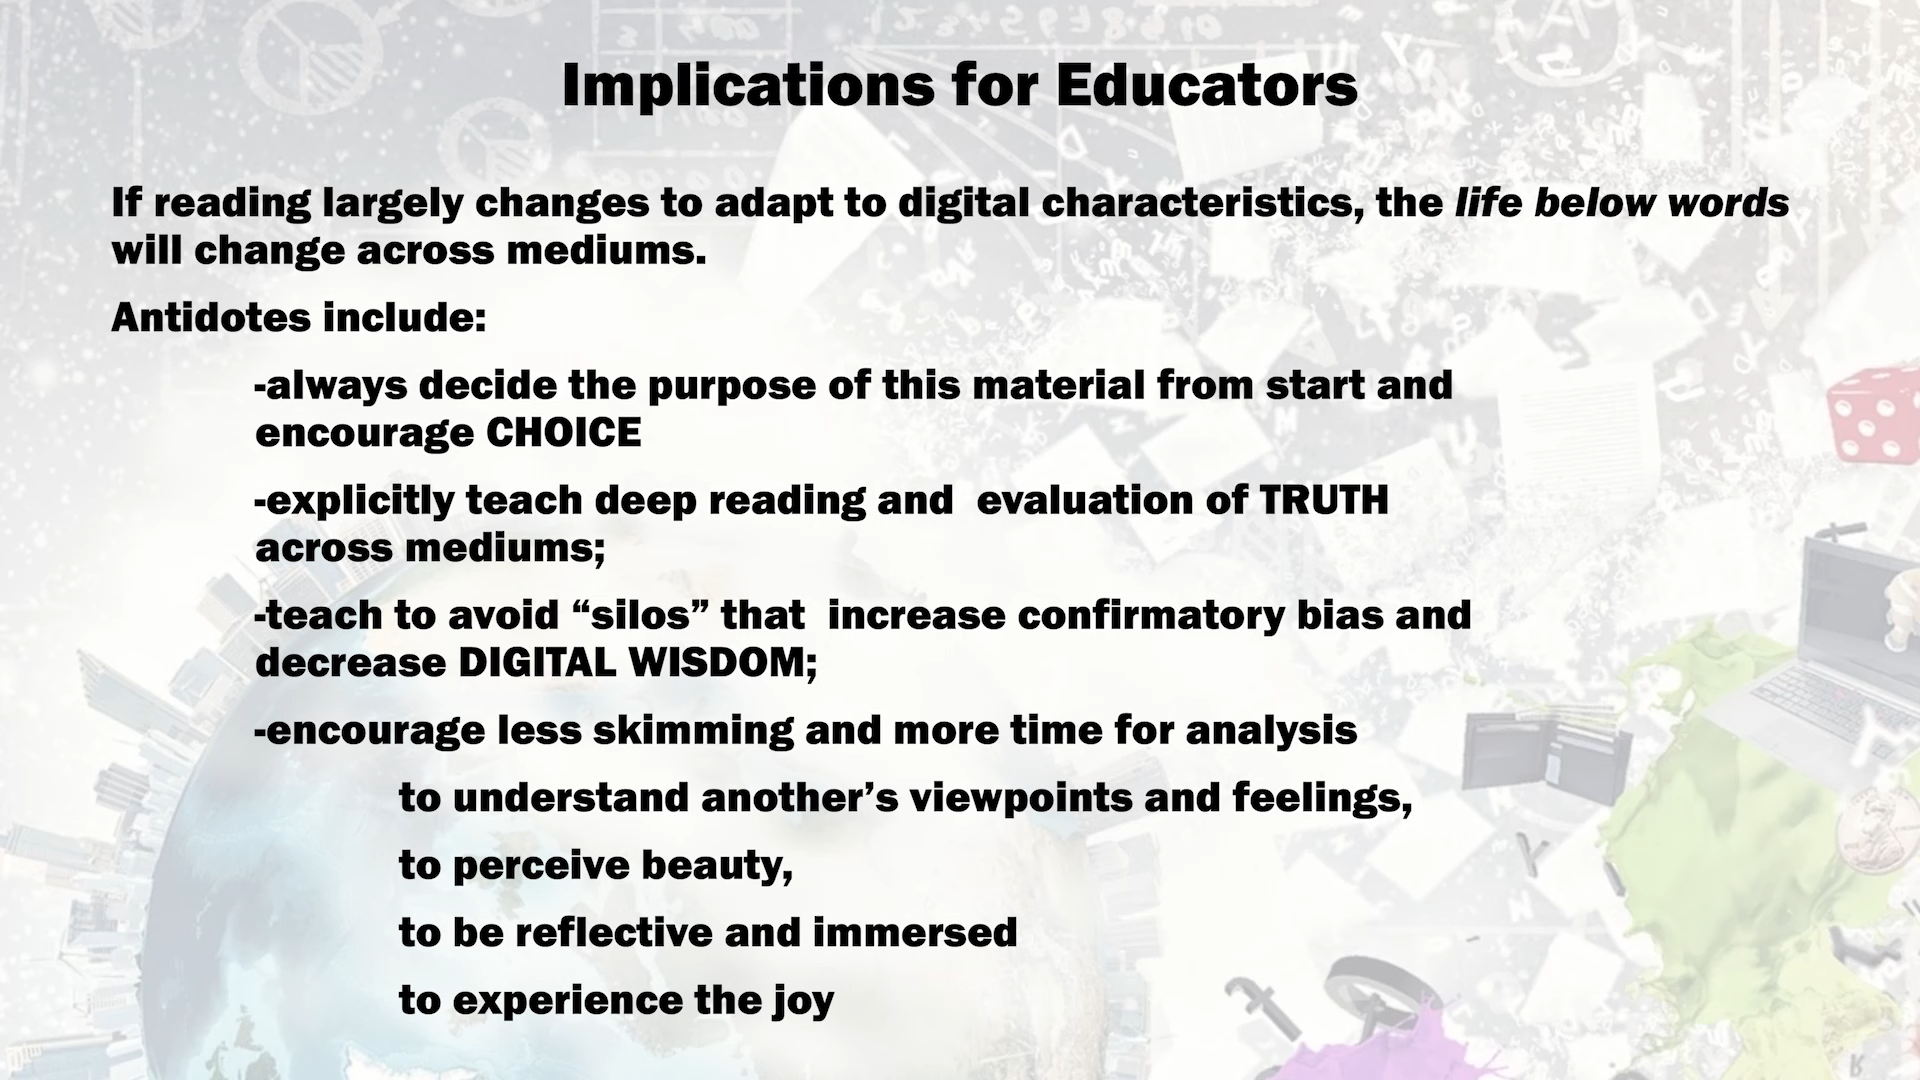 Implications for Educators
If reading largely changes to adapt to digital characteristics, the life below words
will change across mediums.
Antidotes include:
-always decide the purpose of this material from start and
encourage CHOICE
-explicitly teach deep reading and  evaluation of TRUTH
across mediums;
-teach to avoid “silos” that  increase confirmatory bias and
decrease DIGITAL WISDOM;
-encourage less skimming and more time for analysis
to understand another’s viewpoints and feelings,
to perceive beauty,
to be reflective and immersed
to experience the joy